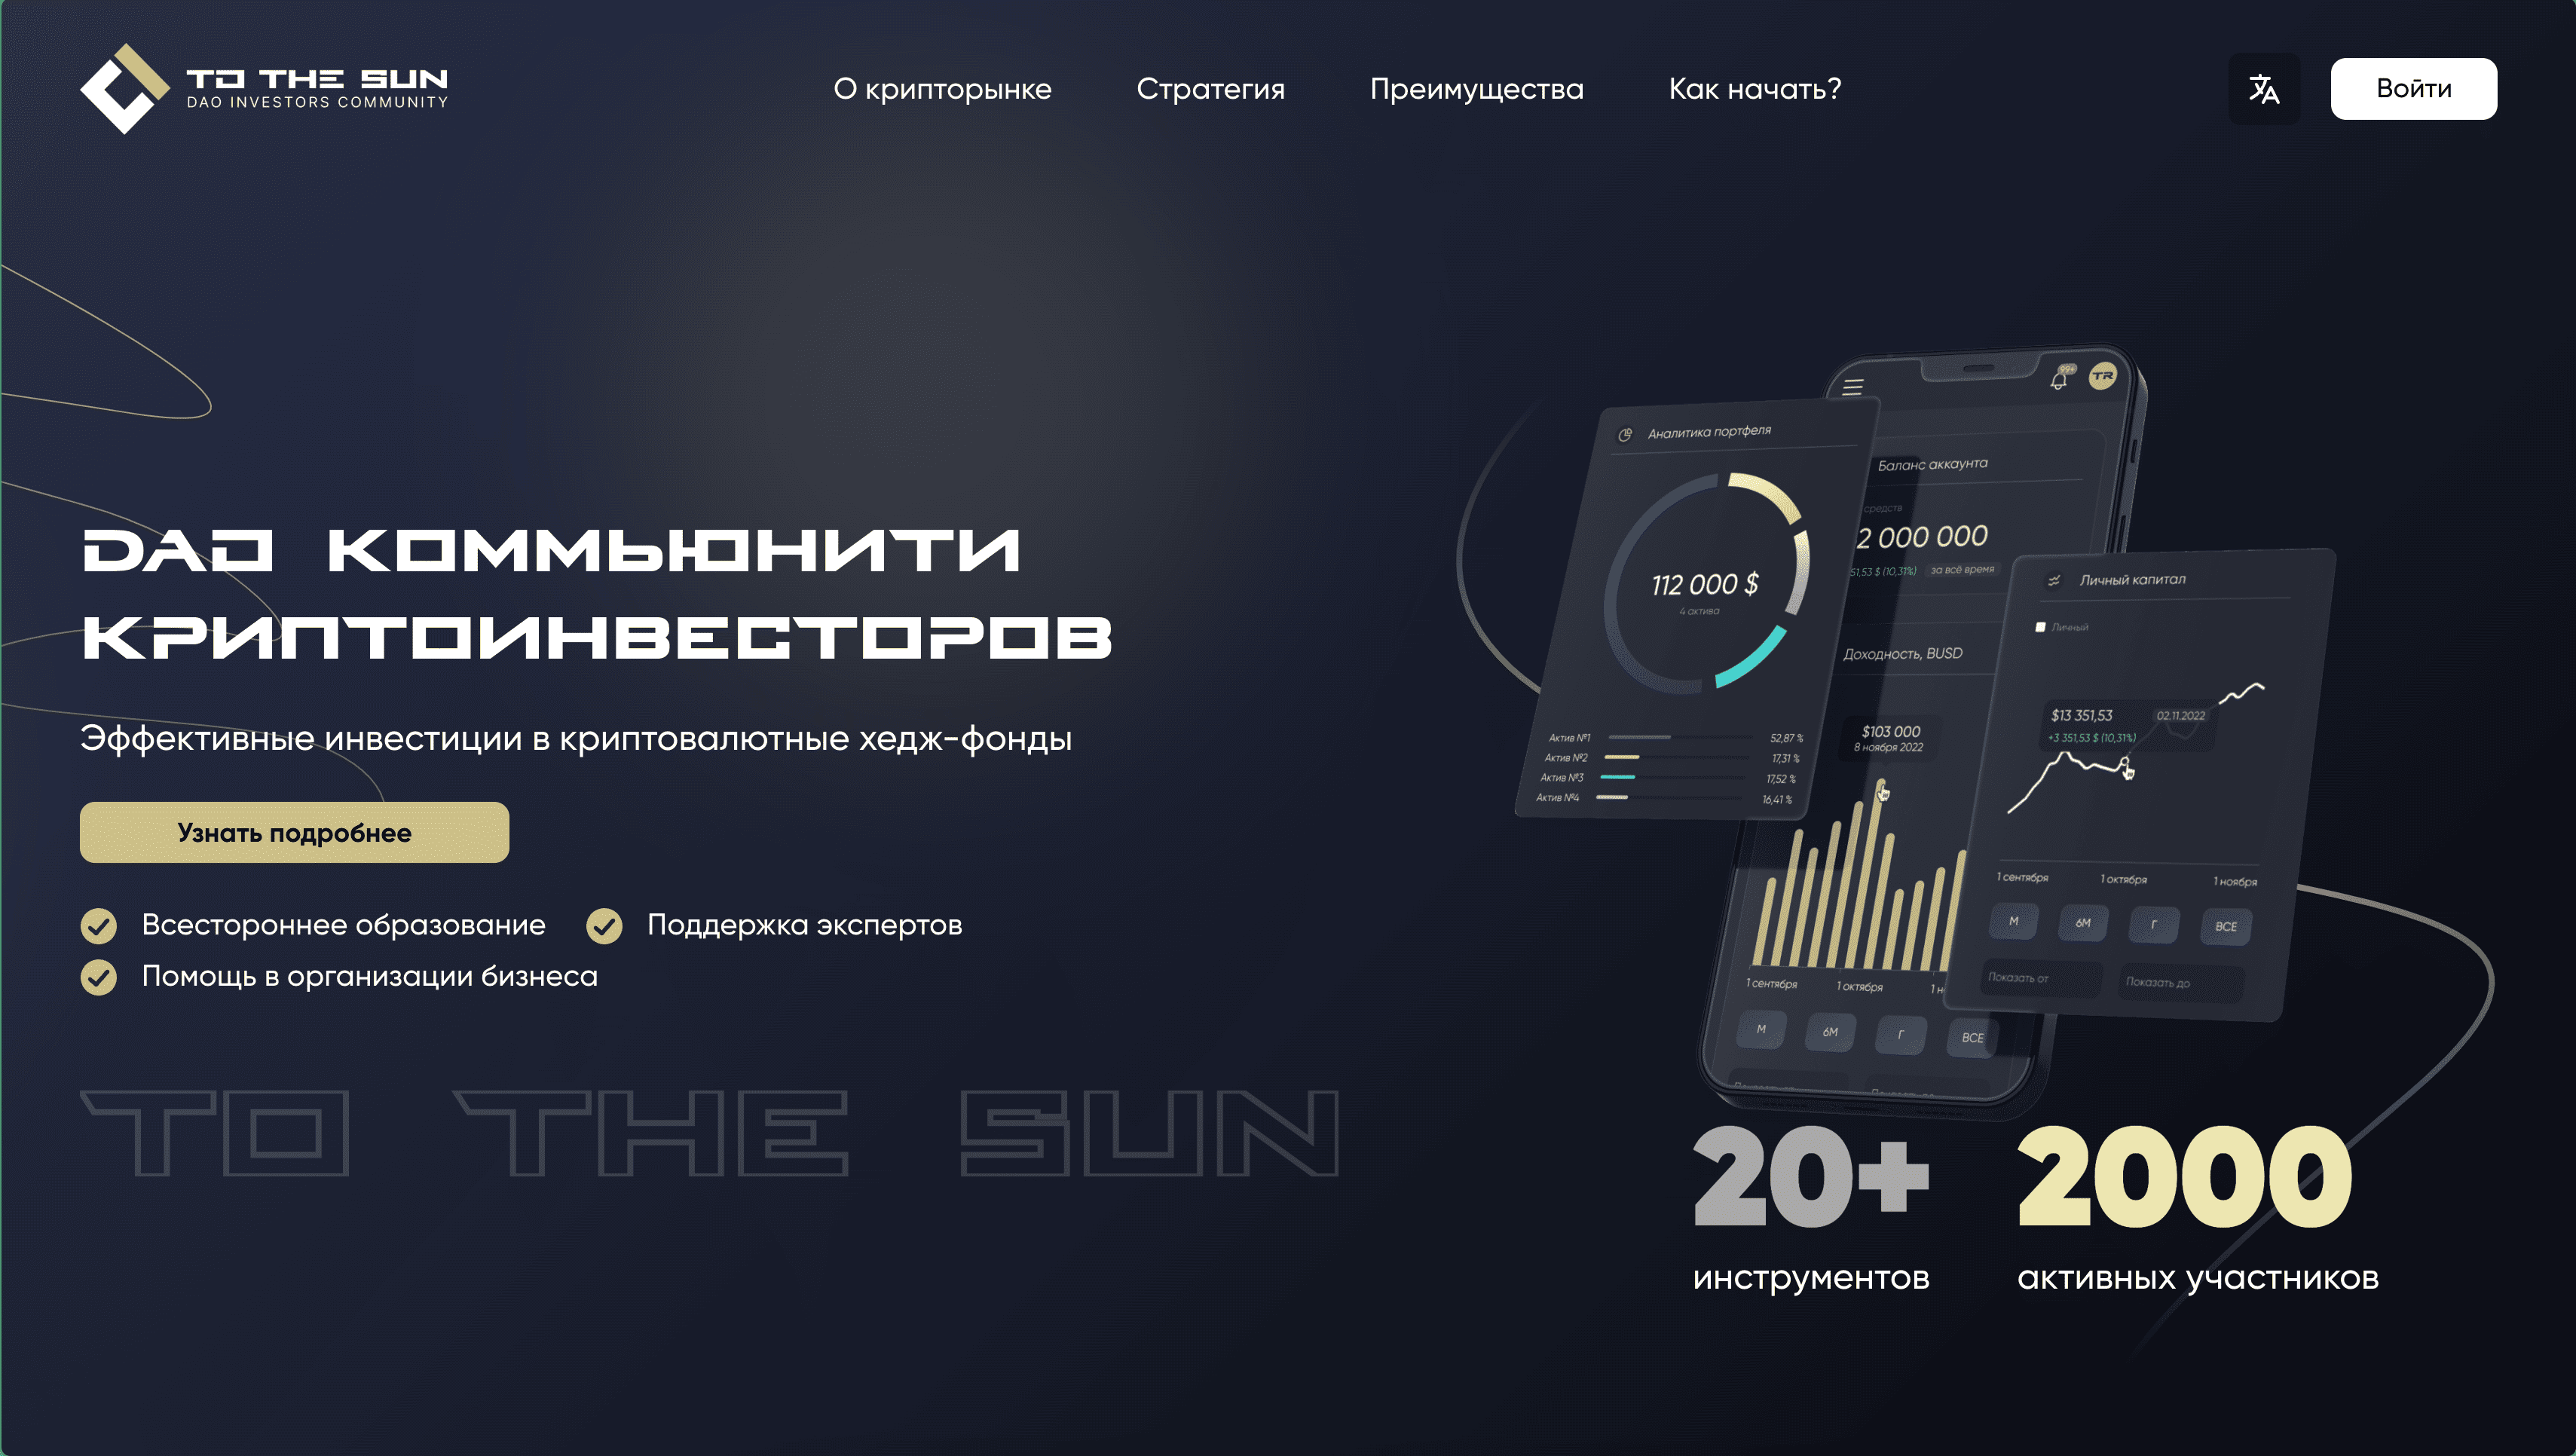 TO THE SUN
DAO INVESTORS COMMUNITY
О крипторынке
Стратегия
Преимущества
Как начать?
Войти
DAO КОММЬЮНИТИ
КРИПТОИНВЕСТОРОВ
Эффективные инвестиции в криптовалютные хедж-фонды
Узнать подробнее
Всестороннее образование
Поддержка экспертов
Помощь в организации бизнеса
TO THE SUN
99+
TR
Аналитика портфеля
112 000 $
4 актива
Актив №1 52,87 %
Актив №2 17,31 %
Актив №3 17,52 %
Актив №4 16,41 %
Баланс аккаунта
средств
2 000 000
51,53 $ (10,31%) за всё время
Доходность, BUSD
$103 000
8 ноября 2022
1 сентября 1 октября 1 н
М 6М Г ВСЕ
Личный капитал
Личный
$13 351,53 02.11.2022
+3 351,53 $ (10,31%)
1 сентября 1 октября 1 ноября
М 6М Г ВСЕ
Показать от Показать до
20+
инструментов
2000
активных участников